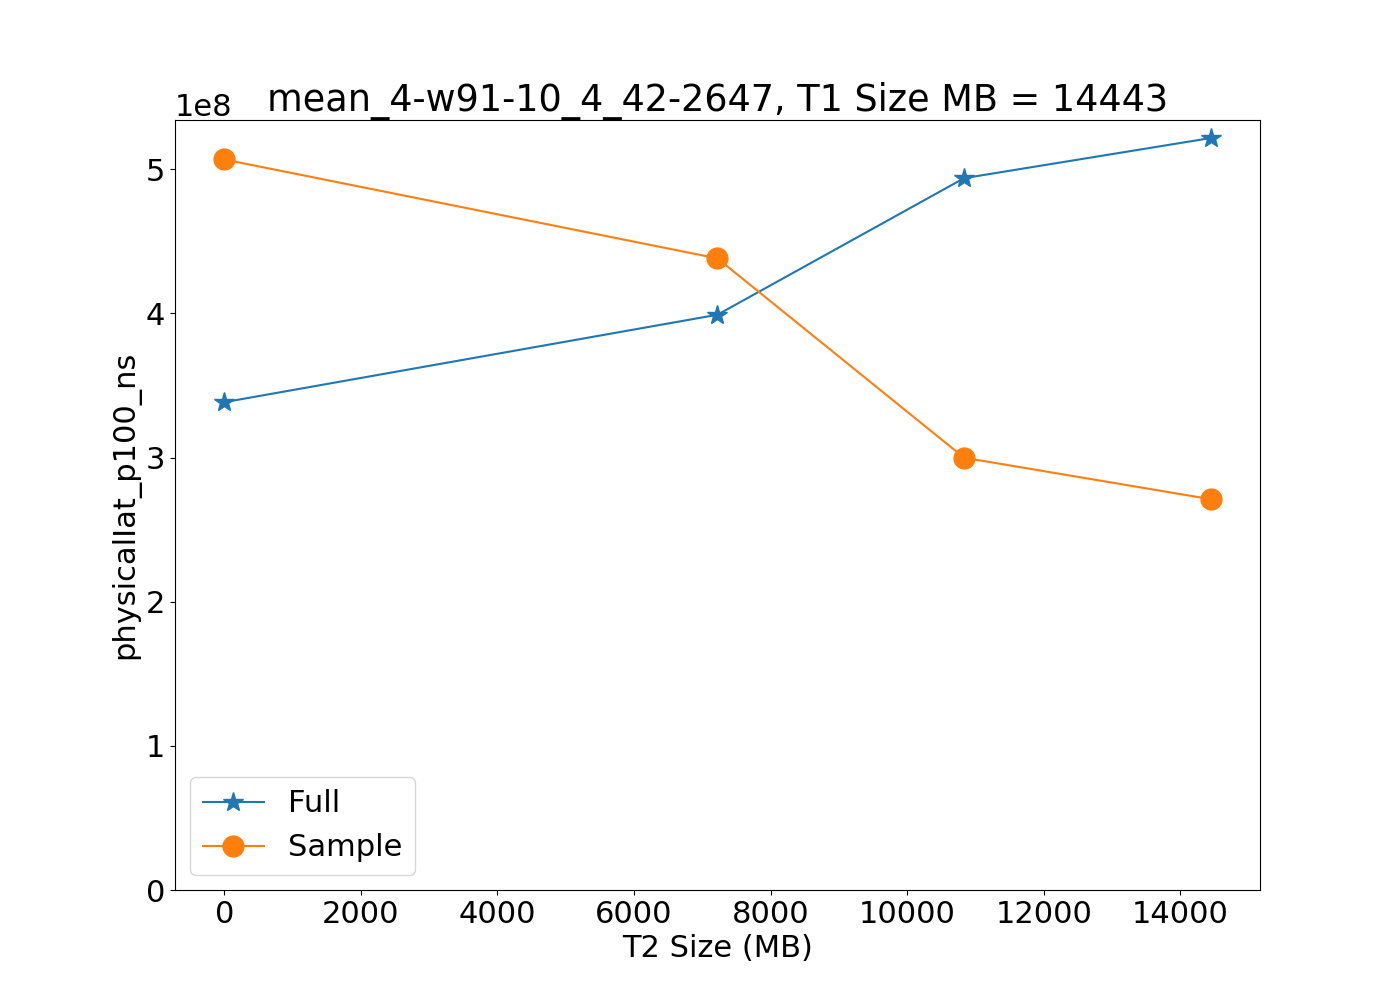 1e8
mean_4-w91-10_4_42-2647, T1 Size MB = 14443
physicallat_p100_ns
5
4
3
2
1
0
Full
Sample
0 2000 4000 6000 8000 10000 12000 14000
T2 Size (MB)